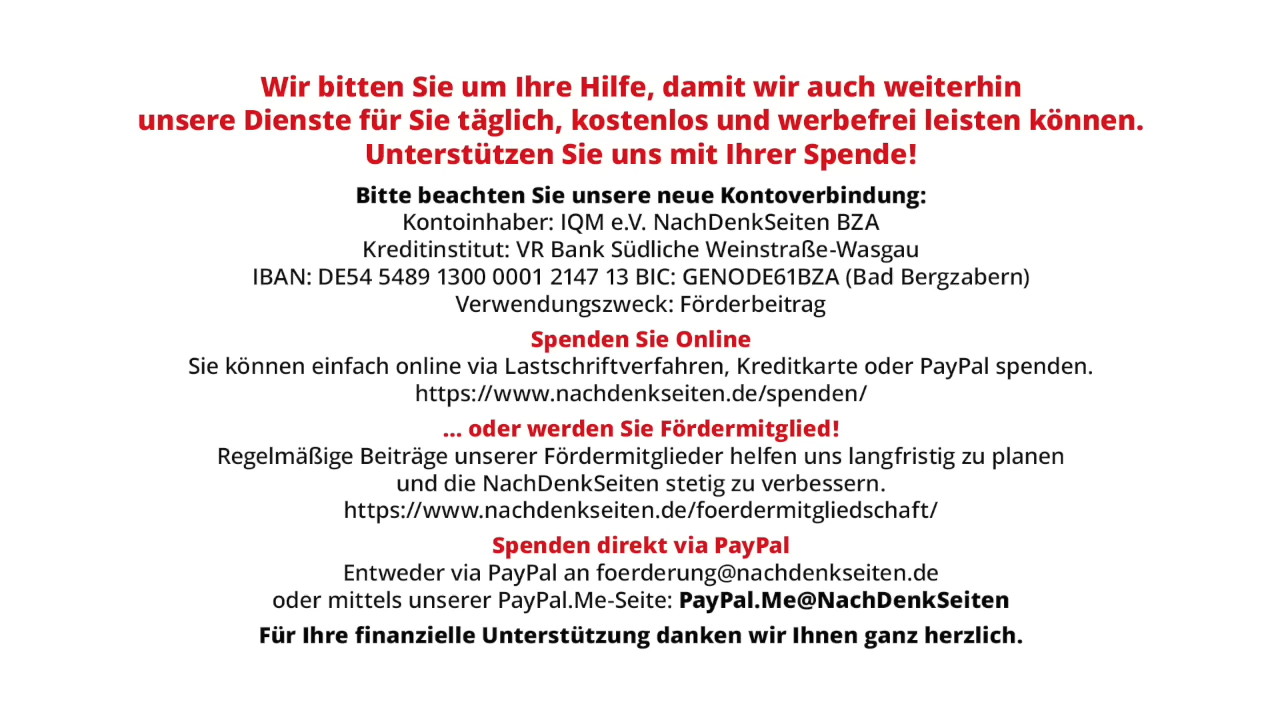 Wir bitten Sie um Ihre Hilfe, damit wir auch weiterhin
unsere Dienste für Sie täglich, kostenlos und werbefrei leisten können.
Unterstützen Sie uns mit Ihrer Spende!
Bitte beachten Sie unsere neue Kontoverbindung:
Kontoinhaber: IQM e.V. NachDenkSeiten BZA
Kreditinstitut: VR Bank Südliche Weinstraße-Wasgau
IBAN: DE54 5489 1300 0001 2147 13 BIC: GENODE61BZA (Bad Bergzabern)
Verwendungszweck: Förderbeitrag
Spenden Sie Online
Sie können einfach online via Lastschriftverfahren, Kreditkarte oder PayPal spenden.
https://www.nachdenkseiten.de/spenden/
... oder werden Sie Fördermitglied!
Regelmäßige Beiträge unserer Fördermitglieder helfen uns langfristig zu planen
und die NachDenkSeiten stetig zu verbessern.
https://www.nachdenkseiten.de/foerdermitgliedschaft/
Spenden direkt via PayPal
Entweder via PayPal an foerderung@nachdenkseiten.de
oder mittels unserer PayPal.Me-Seite: PayPal.Me@NachDenkSeiten
Für Ihre finanzielle Unterstützung danken wir Ihnen ganz herzlich.